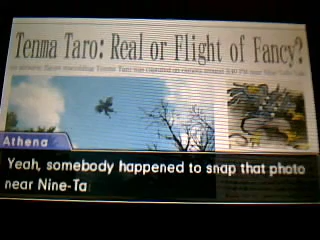 Tenma Taro: Real or Flight of Fancy?
Athena
Yeah, somebody happened to snap that photo
near Nine-Ta